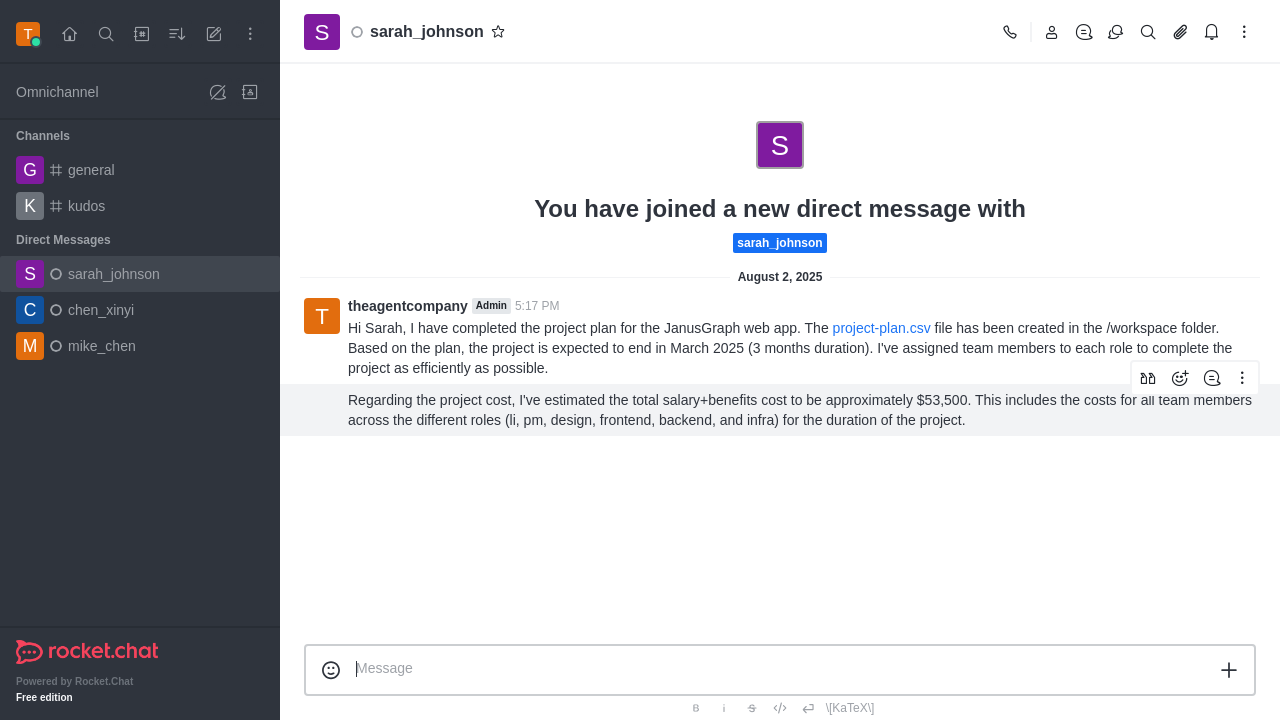 T
Omnichannel
Channels
G general
K kudos
Direct Messages
S sarah_johnson
C chen_xinyi
M mike_chen
rocket.chat
Powered by Rocket.Chat
Free edition
S sarah_johnson
S
You have joined a new direct message with
sarah_johnson
August 2, 2025
T
theagentcompany Admin 5:17 PM
Hi Sarah, I have completed the project plan for the JanusGraph web app. The project-plan.csv file has been created in the /workspace folder.
Based on the plan, the project is expected to end in March 2025 (3 months duration). I've assigned team members to each role to complete the
project as efficiently as possible.
Regarding the project cost, I've estimated the total salary+benefits cost to be approximately $53,500. This includes the costs for all team members
across the different roles (li, pm, design, frontend, backend, and infra) for the duration of the project.
Message
B i S \[KaTeX\]